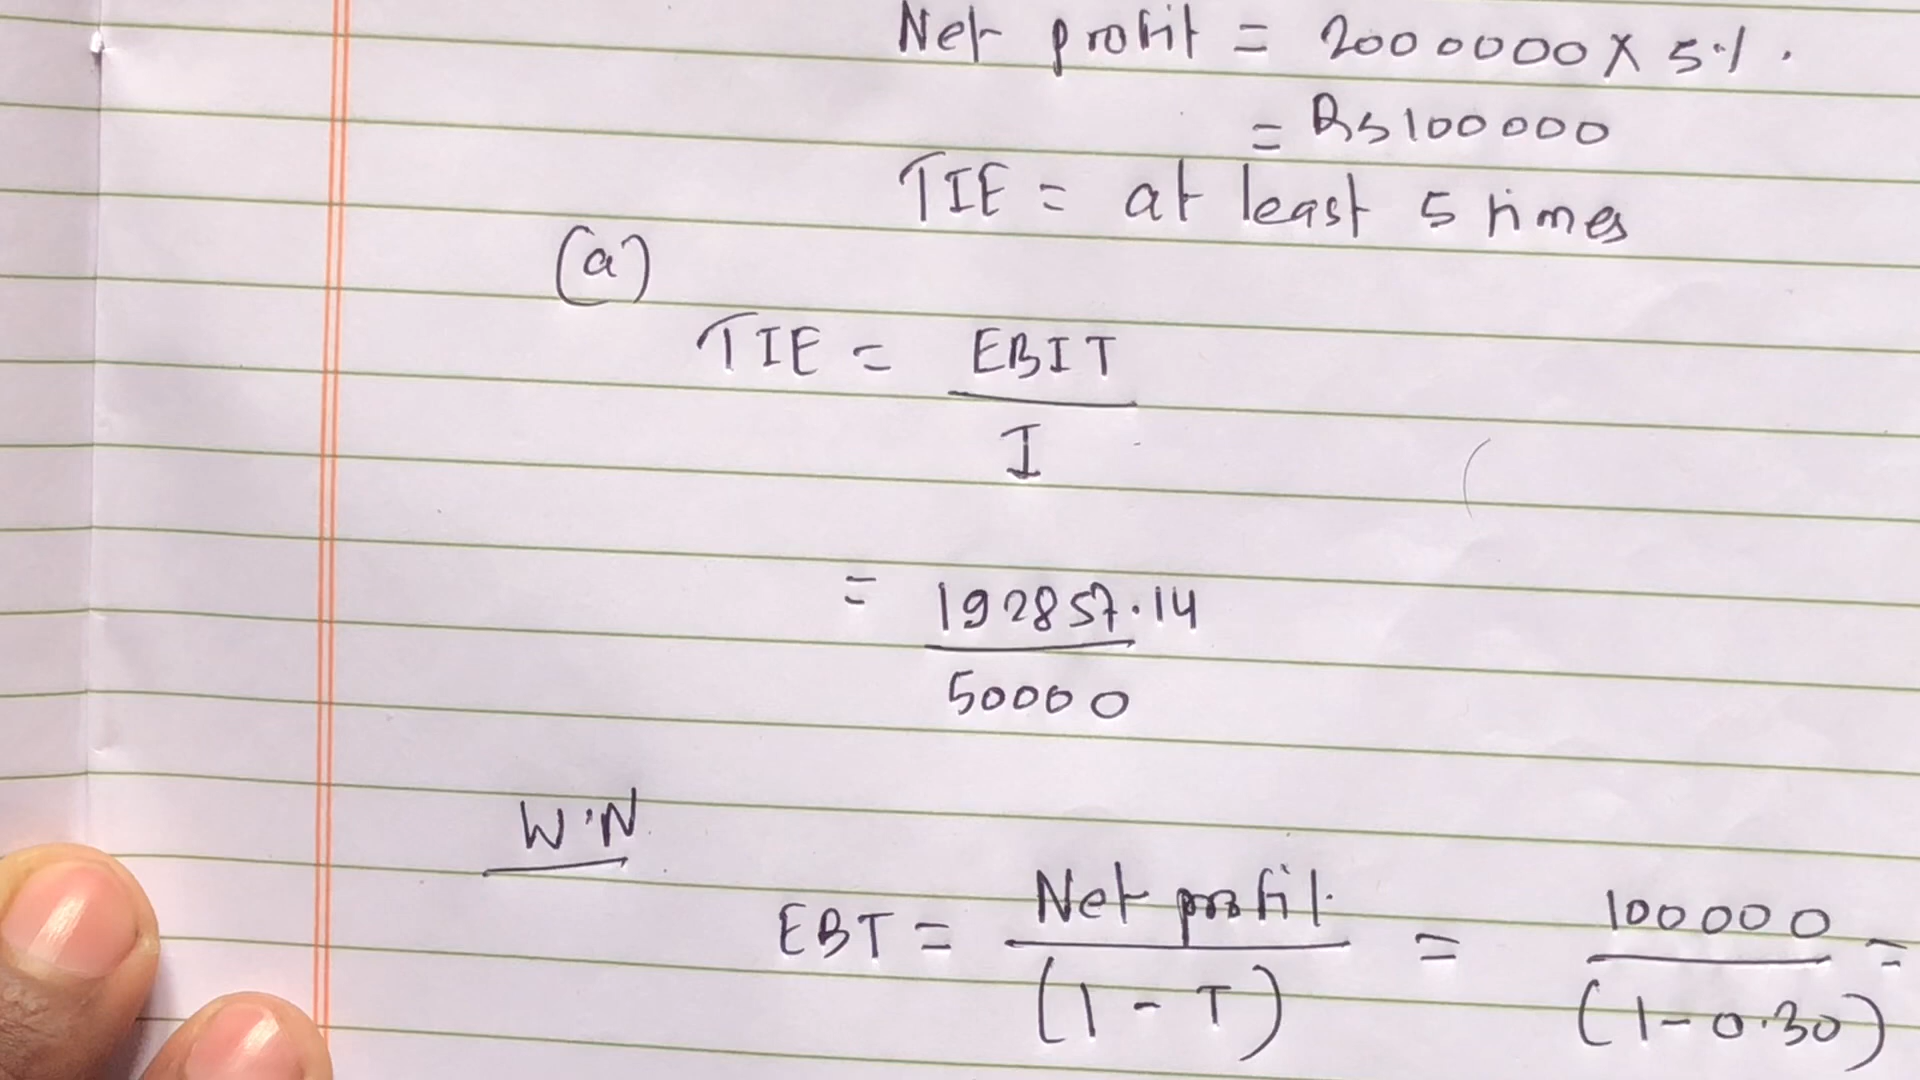 Net profit = 2000000 X 5%.
= Rs 100000
TIE = at least 5 times
(a)
TIE = EBIT
I
= 192857.14
50000
W.N
EBT = Net profit = 100000 =
(1 - T) (1 - 0.30)